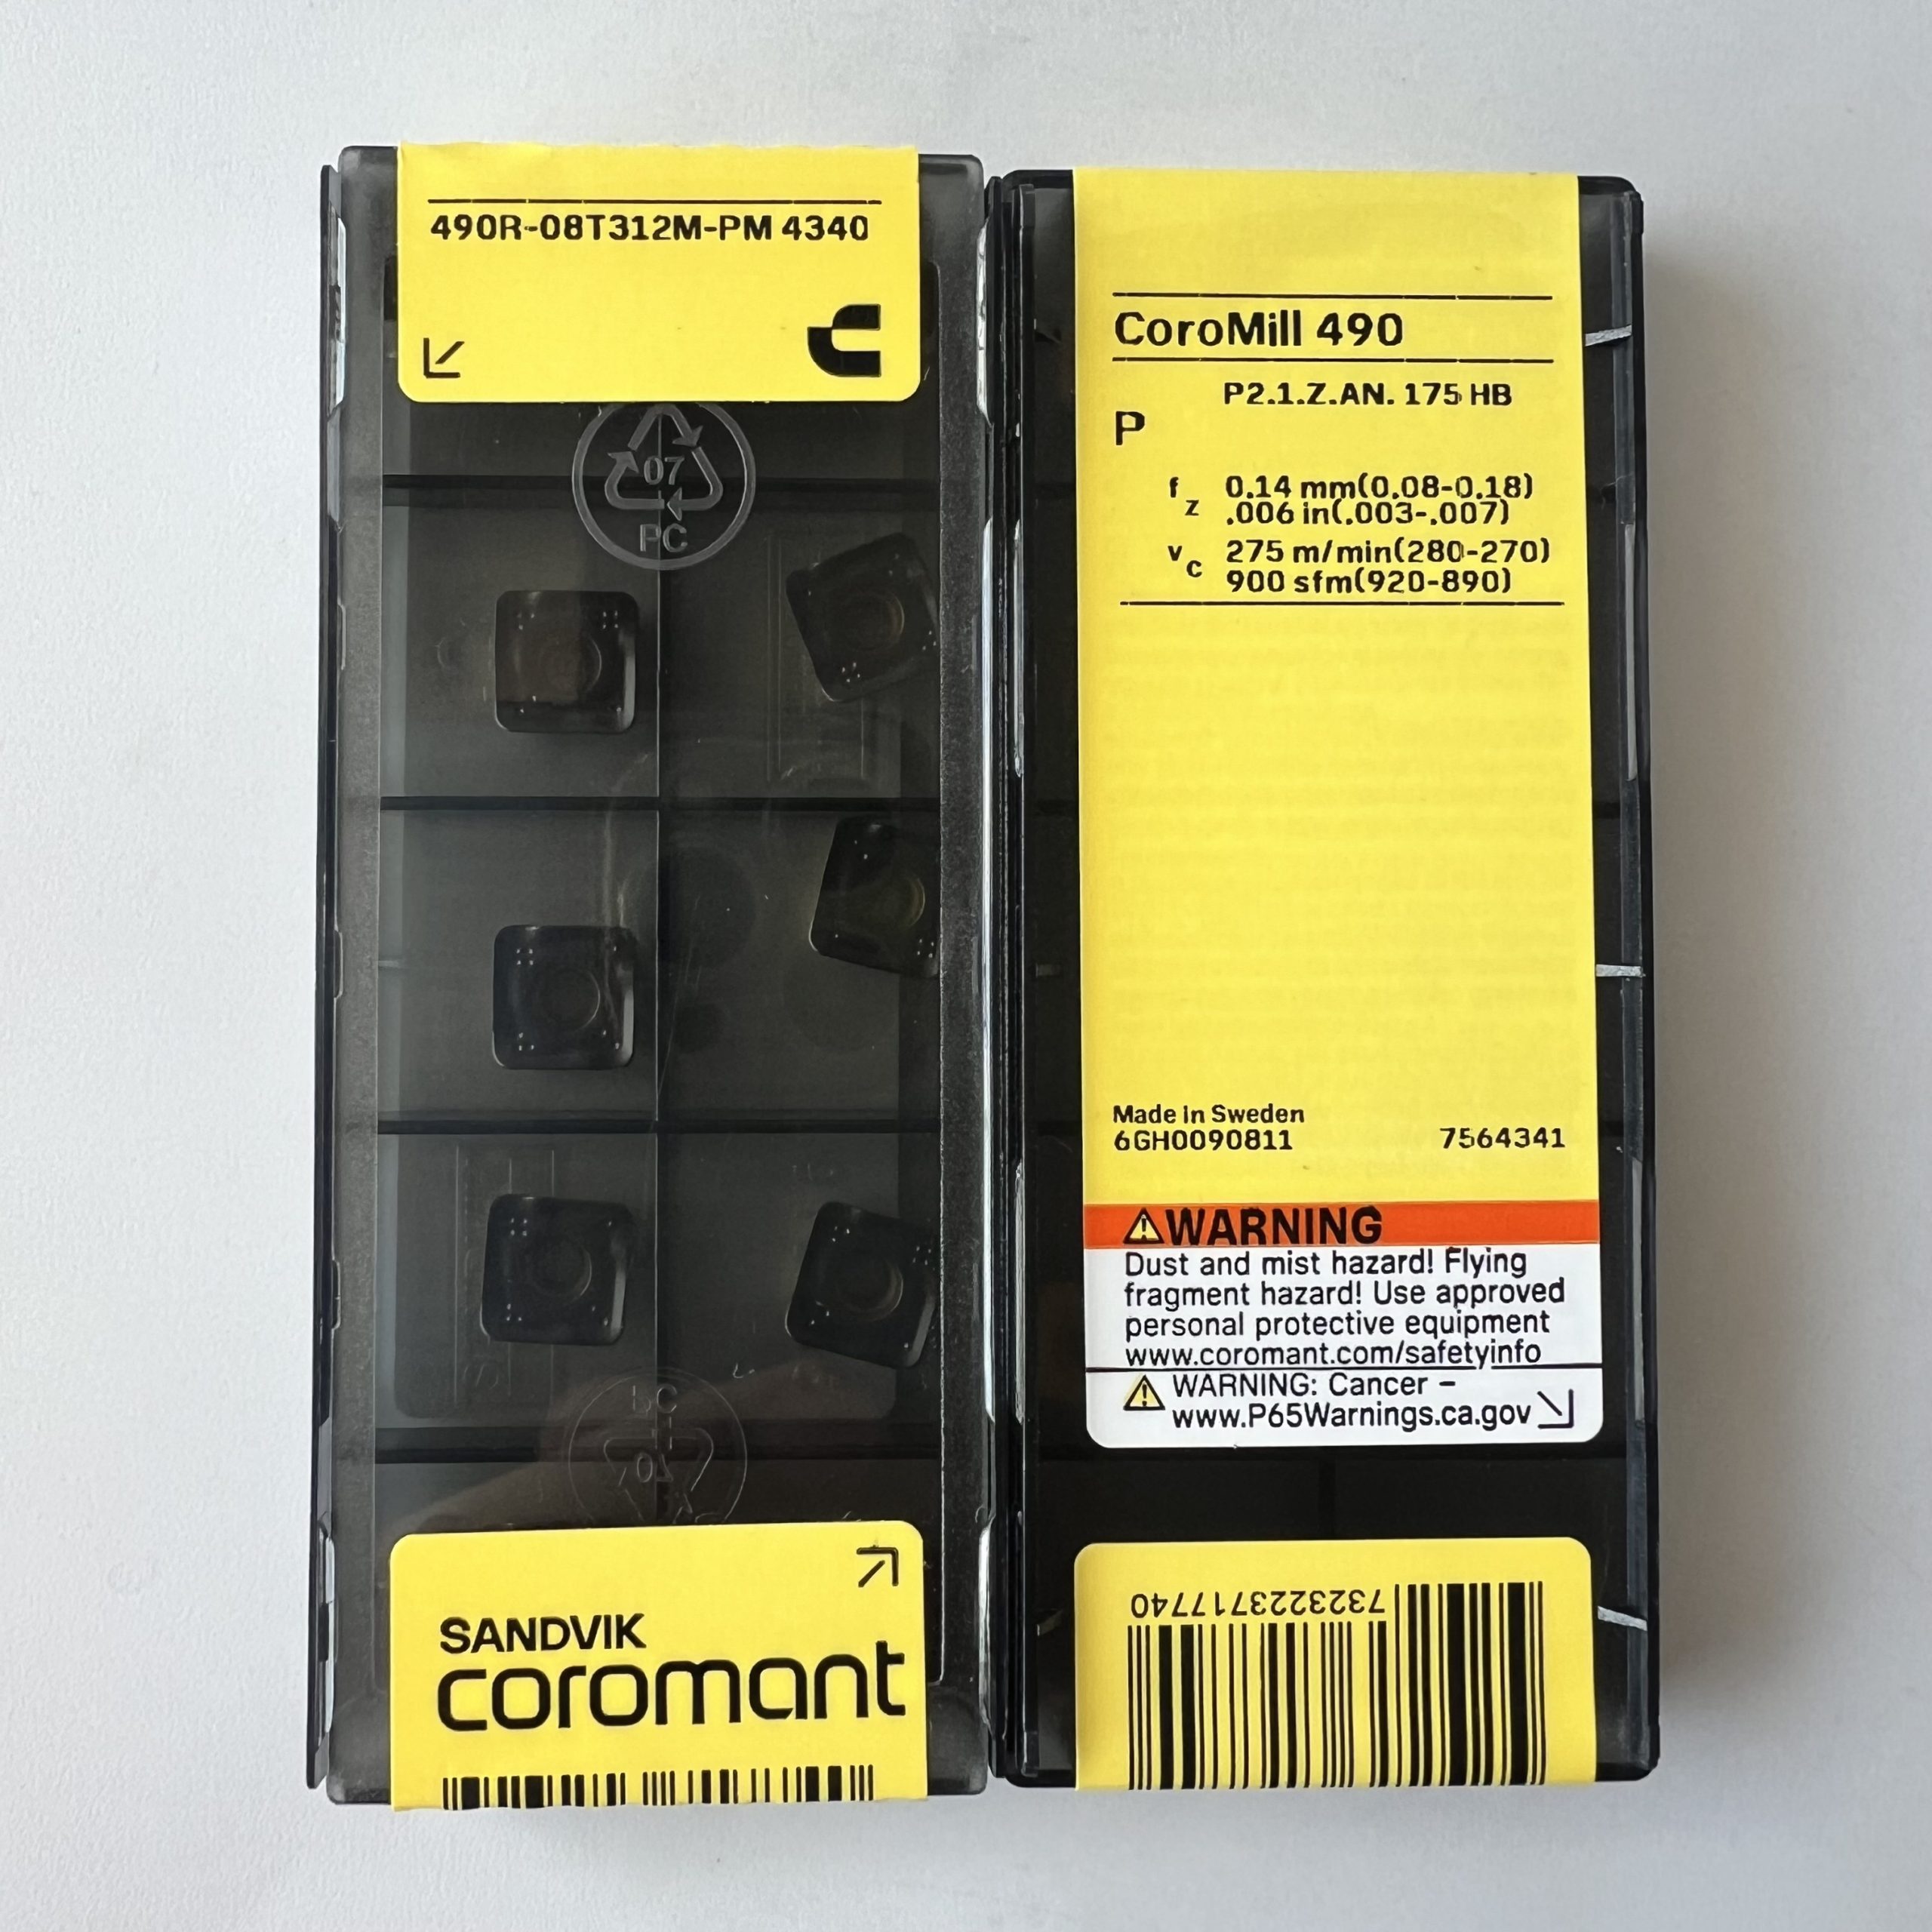 490R-08T312M-PM 4340
07
PC
SANDVIK
coromant
CoroMill 490
P2.1.Z.AN. 175 HB
P
fz 0.14 mm(0.08-0.18)
.006 in(.003-.007)
vc 275 m/min(280-270)
900 sfm(920-890)
Made in Sweden
6GH0090811 7564341
⚠WARNING
Dust and mist hazard! Flying
fragment hazard! Use approved
personal protective equipment
www.coromant.com/safetyinfo
⚠ WARNING: Cancer –
www.P65Warnings.ca.gov
7323223717740